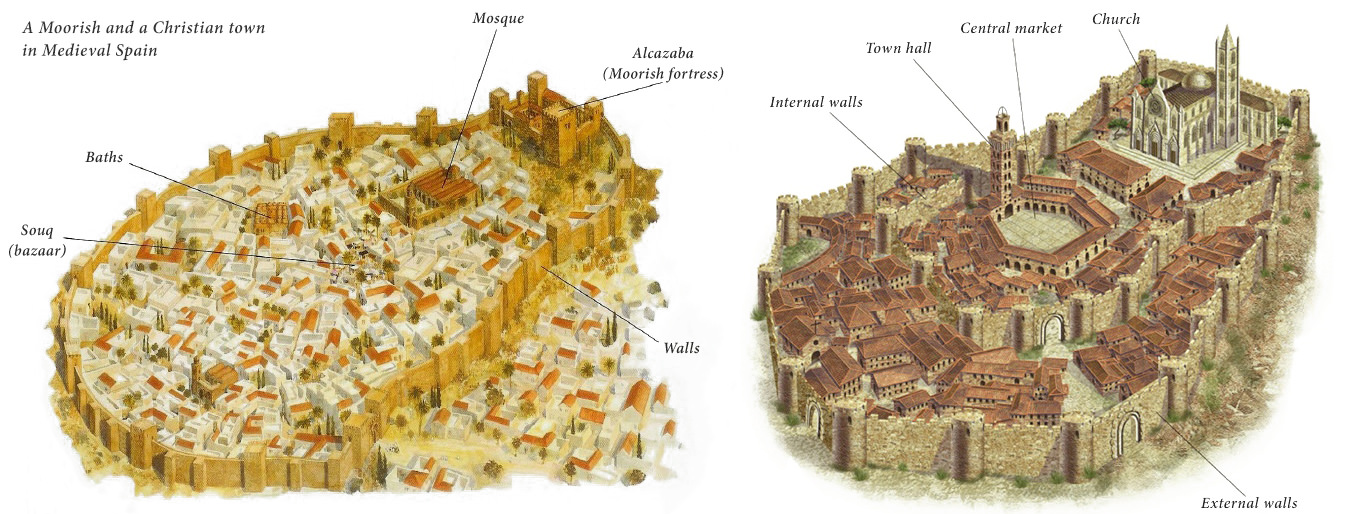 A Moorish and a Christian town
in Medieval Spain
Mosque
Alcazaba
(Moorish fortress)
Baths
Souq
(bazaar)
Walls
Church
Central market
Town hall
Internal walls
External walls